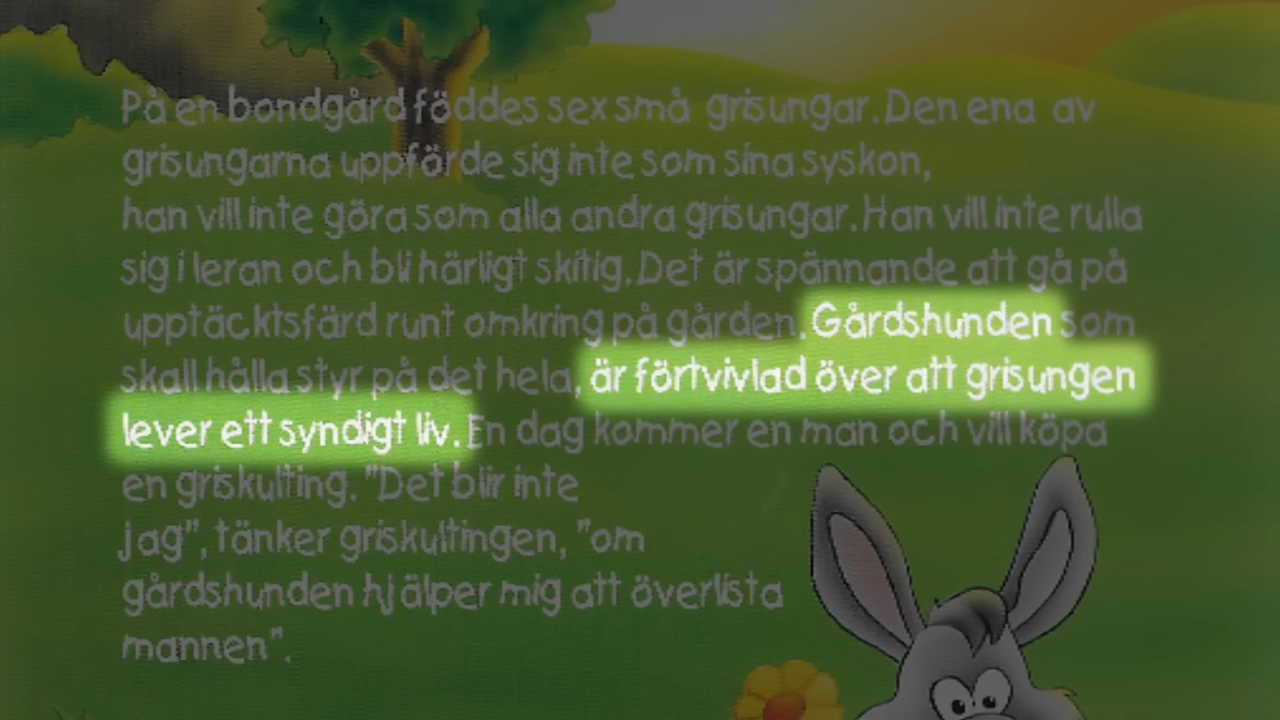 På en bondgård föddes sex små grisungar. Den ena av
grisungarna uppförde sig inte som sina syskon,
han vill inte göra som alla andra grisungar. Han vill inte rulla
sig i leran och bli härligt skitig. Det är spännande att gå på
upptäcktsfärd runt omkring på gården. Gårdshunden som
skall hålla styr på det hela, är förtvivlad över att grisungen
lever ett syndigt liv. En dag kommer en man och vill köpa
en griskulting. "Det blir inte
jag", tänker griskultingen, "om
gårdshunden hjälper mig att överlista
mannen".